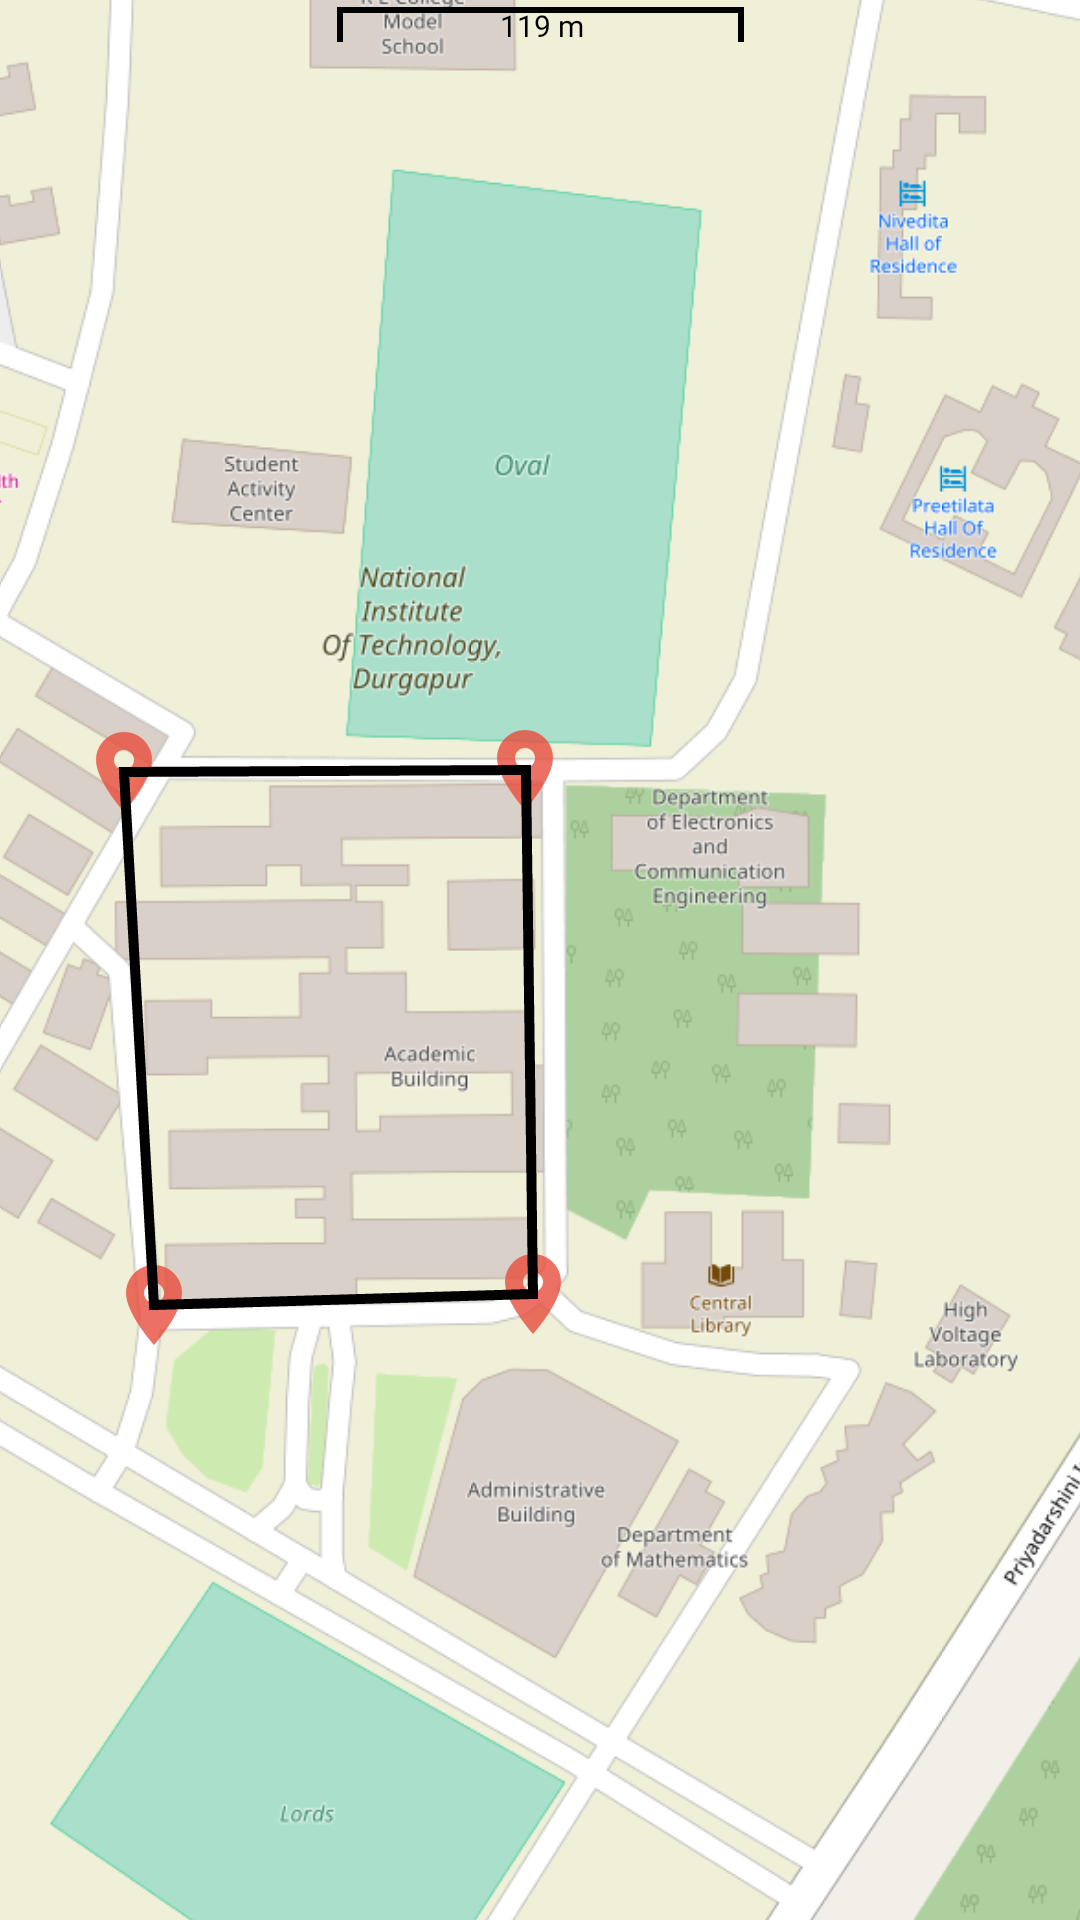 119 m
Model
School
Nivedita
Hall of
Residence
Oval
Student
Activity
Center
Preetilata
Hall Of
Residence
National
Institute
Of Technology,
Durgapur
Department
of Electronics
and
Communication
Engineering
Academic
Building
Central
Library
High
Voltage
Laboratory
Administrative
Building
Department
of Mathematics
Priyadarshini
Lords